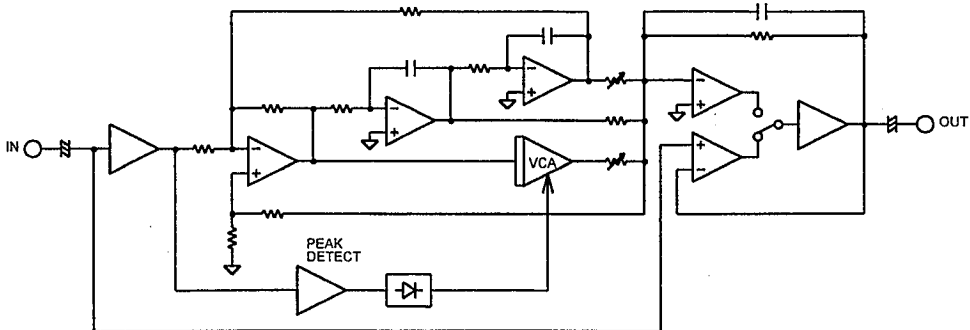 IN
VCA
OUT
PEAK
DETECT